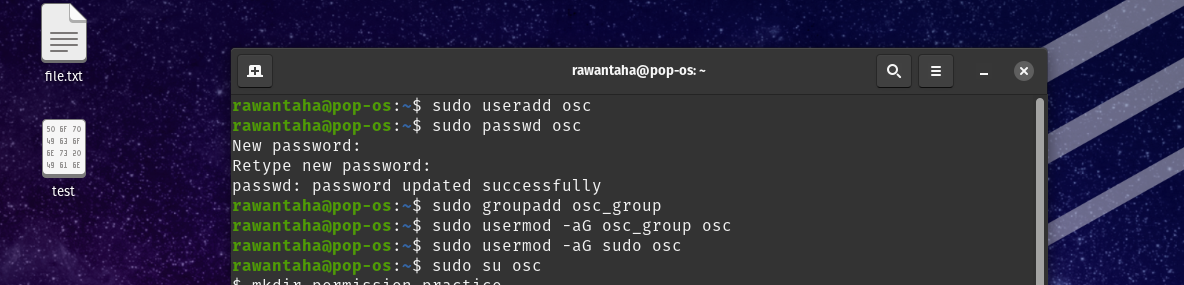 file.txt
50 6F 70
49 63 6F
6E 73 20
49 61 6E
test
rawantaha@pop-os: ~
rawantaha@pop-os:~$ sudo useradd osc
rawantaha@pop-os:~$ sudo passwd osc
New password:
Retype new password:
passwd: password updated successfully
rawantaha@pop-os:~$ sudo groupadd osc_group
rawantaha@pop-os:~$ sudo usermod -aG osc_group osc
rawantaha@pop-os:~$ sudo usermod -aG sudo osc
rawantaha@pop-os:~$ sudo su osc
$ mkdir permission_practice